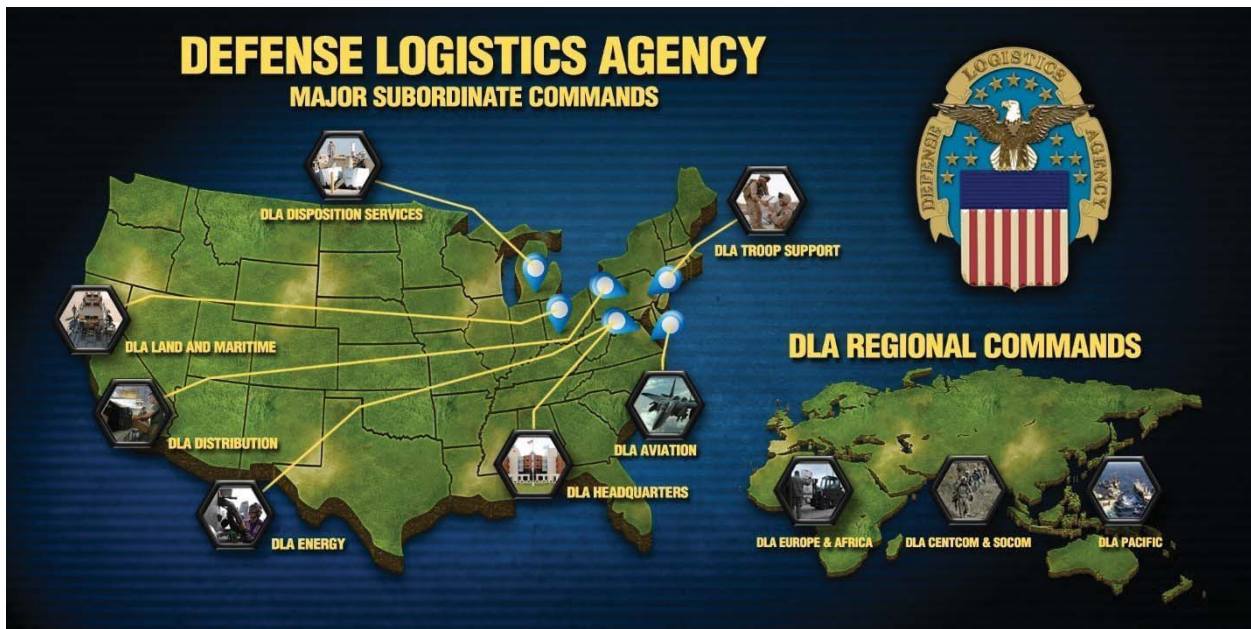 DEFENSE LOGISTICS AGENCY
MAJOR SUBORDINATE COMMANDS
DLA DISPOSITION SERVICES
DLA TROOP SUPPORT
DLA LAND AND MARITIME
DLA DISTRIBUTION
DLA ENERGY
DLA HEADQUARTERS
DLA AVIATION
DEFENSE
LOGISTICS
AGENCY
DLA REGIONAL COMMANDS
DLA EUROPE & AFRICA
DLA CENTCOM & SOCOM
DLA PACIFIC